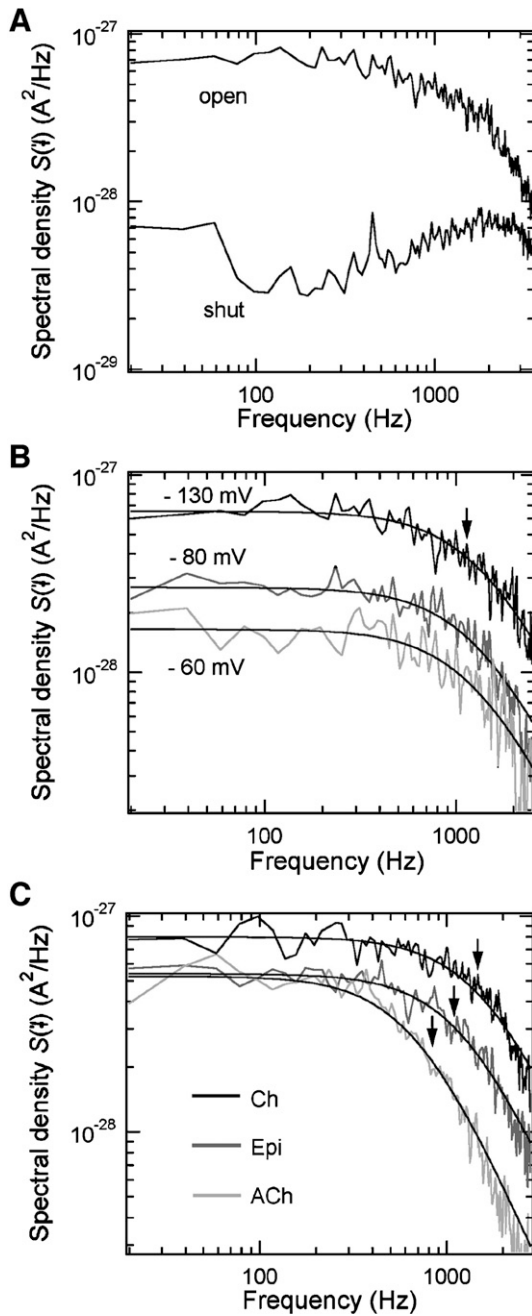 A
Spectral density S(f) (A²/Hz)
10⁻²⁷
open
10⁻²⁸
shut
10⁻²⁹
100 1000
Frequency (Hz)
B
Spectral density S(f) (A²/Hz)
10⁻²⁷
- 130 mV
- 80 mV
10⁻²⁸
- 60 mV
100 1000
Frequency (Hz)
C
Spectral density S(f) (A²/Hz)
10⁻²⁷
10⁻²⁸
Ch
Epi
ACh
100 1000
Frequency (Hz)